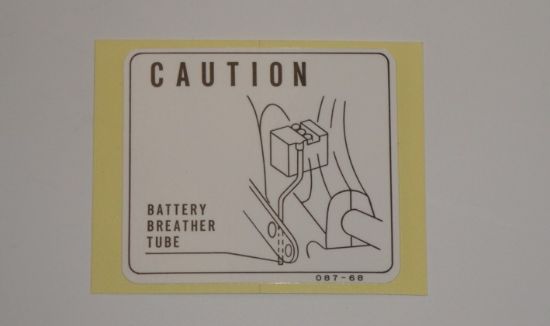 CAUTION
BATTERY
BREATHER
TUBE
087-68